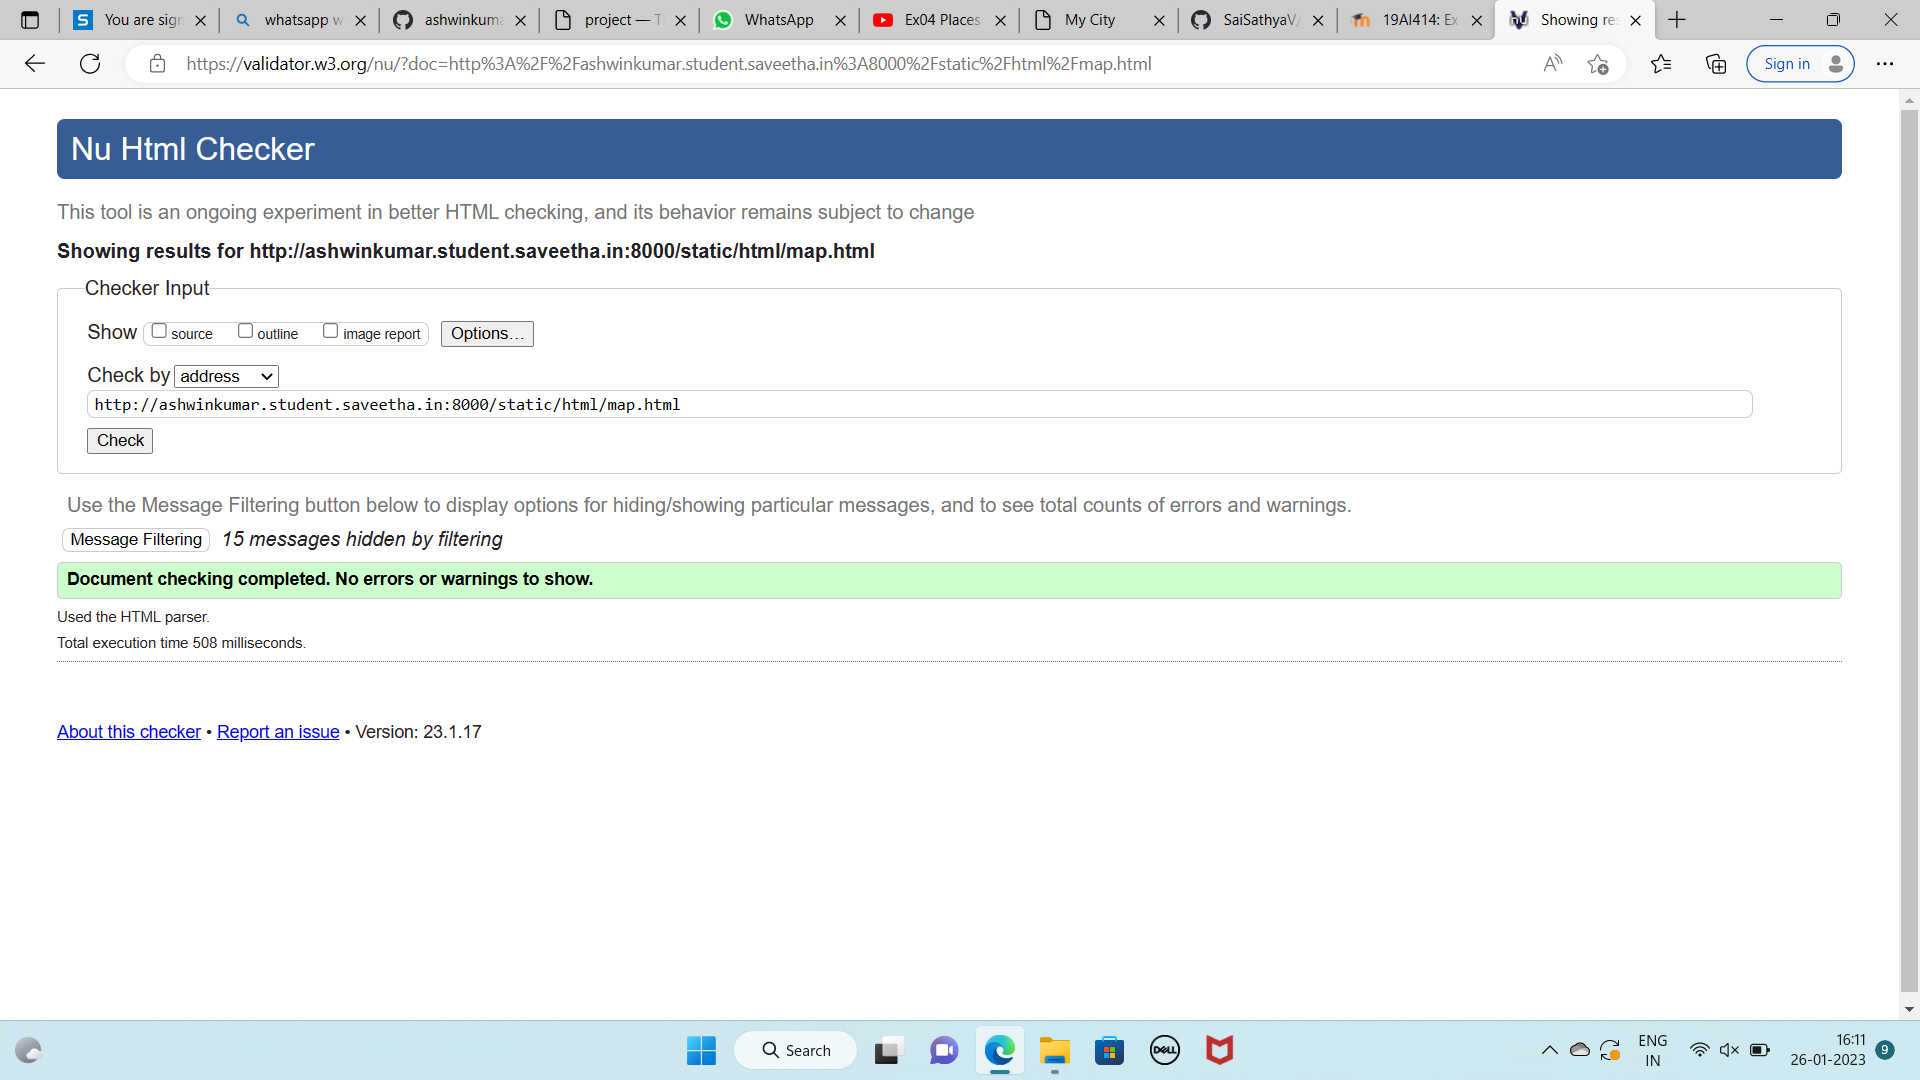 You are sign
whatsapp w
ashwinkuma
project — T
WhatsApp
Ex04 Places
My City
SaiSathyaV/
19AI414: Ex
Showing res
https://validator.w3.org/nu/?doc=http%3A%2F%2Fashwinkumar.student.saveetha.in%3A8000%2Fstatic%2Fhtml%2Fmap.html
Sign in
Nu Html Checker
This tool is an ongoing experiment in better HTML checking, and its behavior remains subject to change
Showing results for http://ashwinkumar.student.saveetha.in:8000/static/html/map.html
Checker Input
Show source outline image report Options...
Check by address
http://ashwinkumar.student.saveetha.in:8000/static/html/map.html
Check
Use the Message Filtering button below to display options for hiding/showing particular messages, and to see total counts of errors and warnings.
Message Filtering 15 messages hidden by filtering
Document checking completed. No errors or warnings to show.
Used the HTML parser.
Total execution time 508 milliseconds.
About this checker • Report an issue • Version: 23.1.17
Search
DELL
ENG
IN
16:11
26-01-2023
9